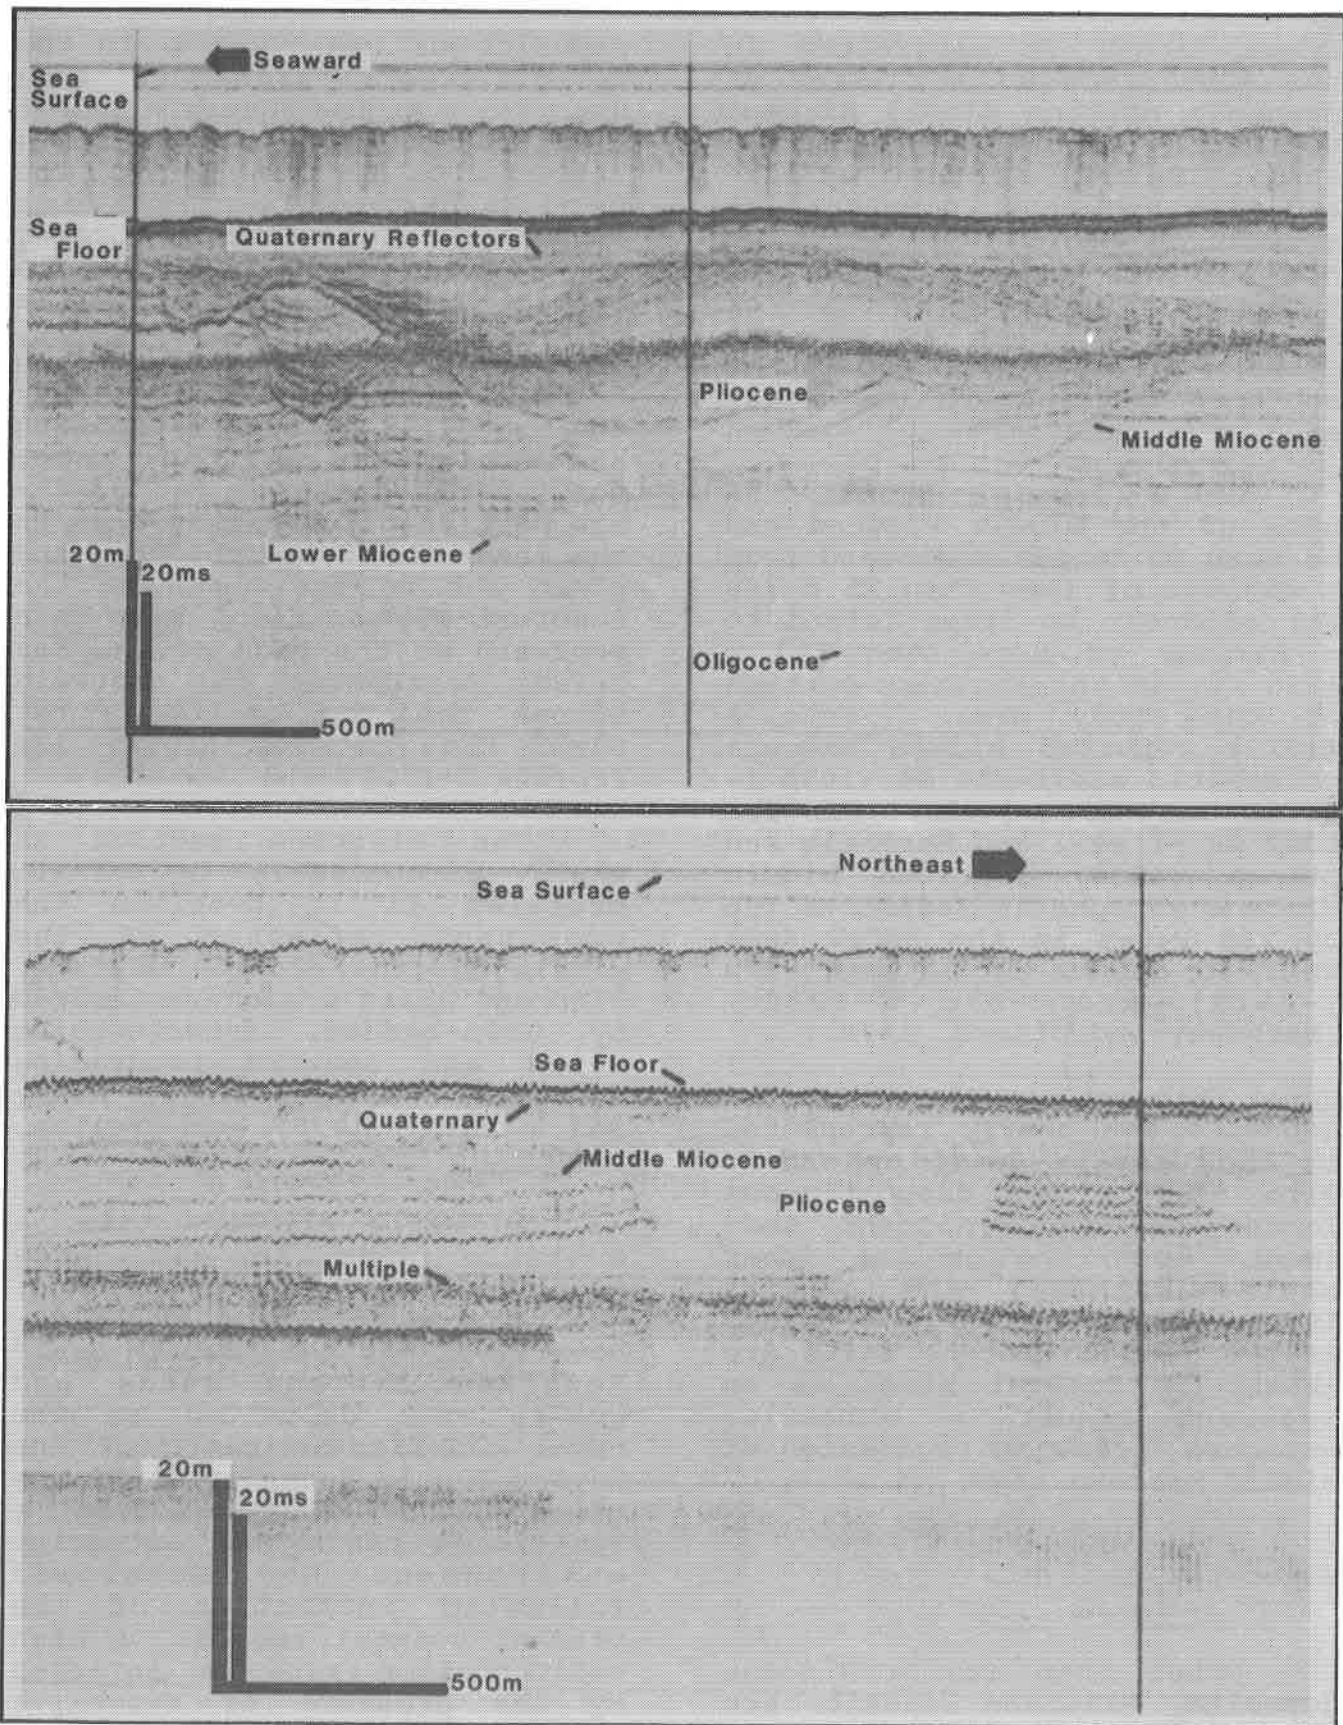 Seaward
Sea
Surface
Sea
Floor
Quaternary Reflectors
Pliocene
Middle Miocene
20m
20ms
Lower Miocene
Oligocene
500m
Northeast
Sea Surface
Sea Floor
Quaternary
Middle Miocene
Pliocene
Multiple
20m
20ms
500m